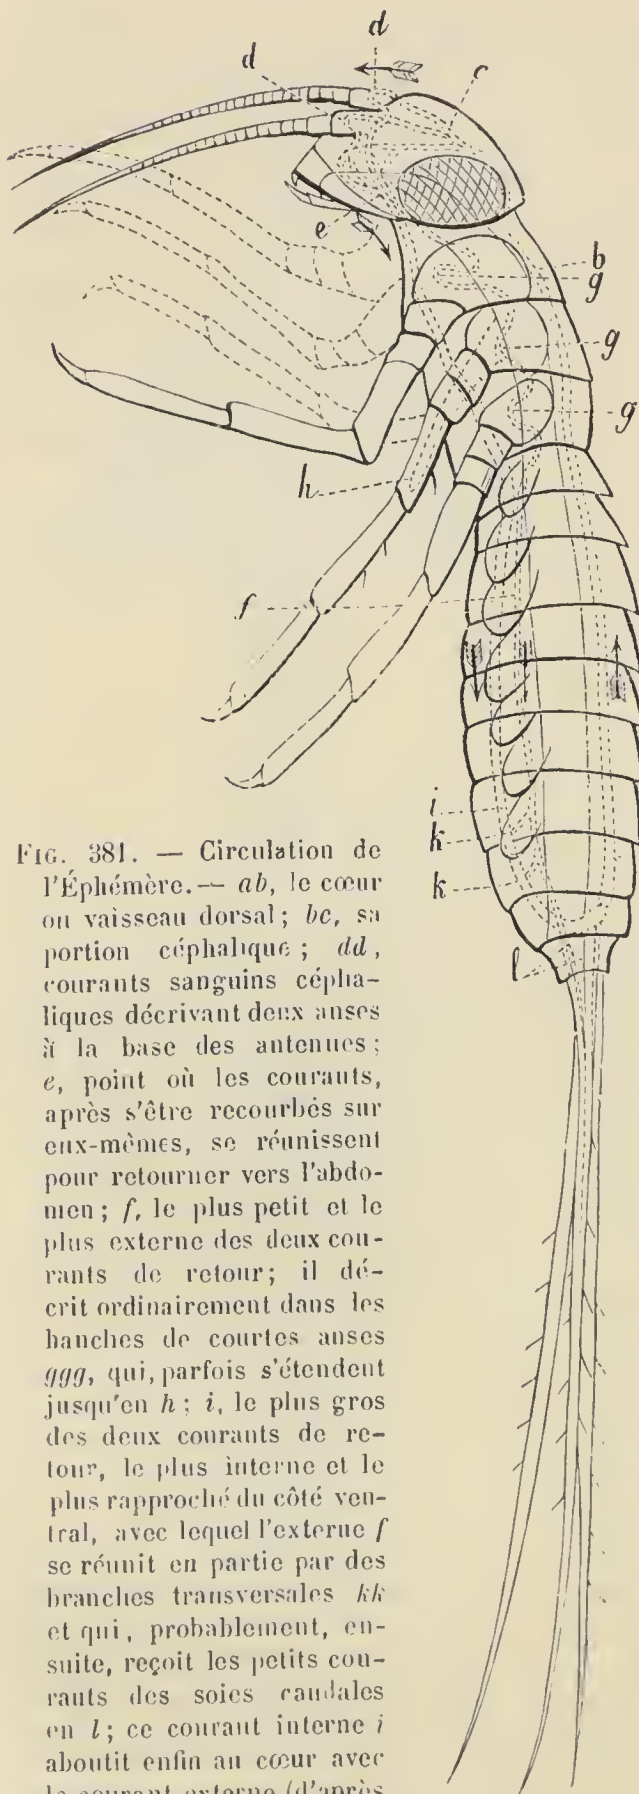 d
d
c
e
b
g
g
g
h
f
i
k
k
l
FIG. 381. — Circulation de
l'Éphémère. — ab, le cœur
ou vaisseau dorsal ; bc, sa
portion céphalique ; dd,
courants sanguins cépha-
liques décrivant deux anses
à la base des antennes ;
e, point où les courants,
après s'être recourbés sur
eux-mêmes, se réunissent
pour retourner vers l'abdo-
men ; f, le plus petit et le
plus externe des deux cou-
rants de retour ; il dé-
crit ordinairement dans les
hanches de courtes anses
ggg, qui, parfois s'étendent
jusqu'en h ; i, le plus gros
des deux courants de re-
tour, le plus interne et le
plus rapproché du côté ven-
tral, avec lequel l'externe f
se réunit en partie par des
branches transversales kk
et qui, probablement, en-
suite, reçoit les petits cou-
rants des soies caudales
en l ; ce courant interne i
aboutit enfin au cœur avec
le courant externe (d'après